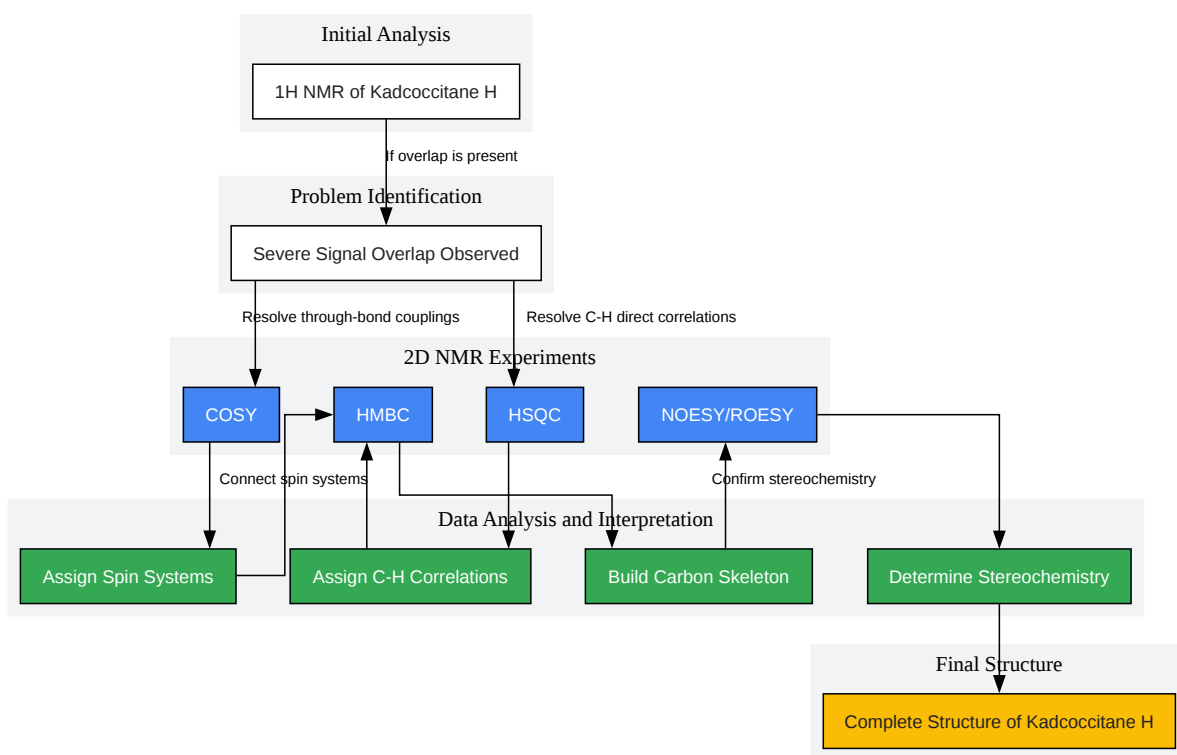 Initial Analysis
1H NMR of Kadcoccitane H
If overlap is present
Problem Identification
Severe Signal Overlap Observed
Resolve through-bond couplings
Resolve C-H direct correlations
2D NMR Experiments
COSY
HMBC
HSQC
NOESY/ROESY
Connect spin systems
Confirm stereochemistry
Data Analysis and Interpretation
Assign Spin Systems
Assign C-H Correlations
Build Carbon Skeleton
Determine Stereochemistry
Final Structure
Complete Structure of Kadcoccitane H